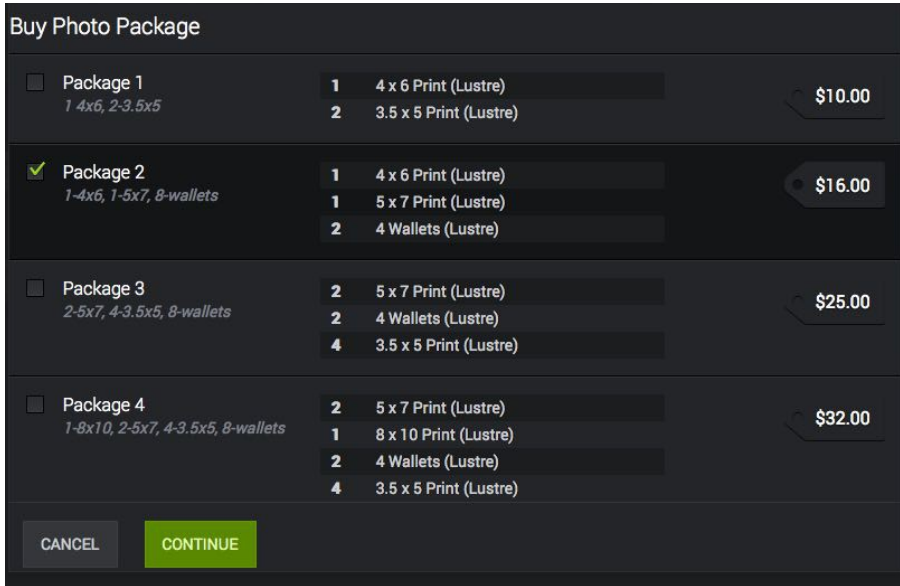 Buy Photo Package
Package 1
1 4x6, 2-3.5x5
1 4 x 6 Print (Lustre)
2 3.5 x 5 Print (Lustre)
$10.00
Package 2
1-4x6, 1-5x7, 8-wallets
1 4 x 6 Print (Lustre)
1 5 x 7 Print (Lustre)
2 4 Wallets (Lustre)
$16.00
Package 3
2-5x7, 4-3.5x5, 8-wallets
2 5 x 7 Print (Lustre)
2 4 Wallets (Lustre)
4 3.5 x 5 Print (Lustre)
$25.00
Package 4
1-8x10, 2-5x7, 4-3.5x5, 8-wallets
2 5 x 7 Print (Lustre)
1 8 x 10 Print (Lustre)
2 4 Wallets (Lustre)
4 3.5 x 5 Print (Lustre)
$32.00
CANCEL
CONTINUE